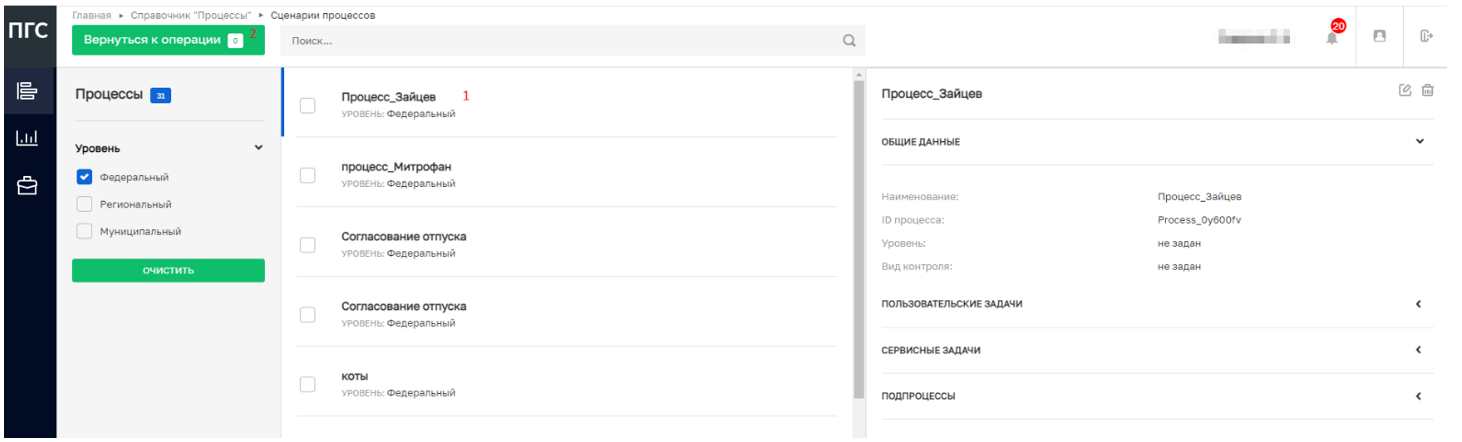 ПГС
Главная ▸ Справочник "Процессы" ▸ Сценарии процессов
Вернуться к операции 0 2
Поиск...
20
Процессы 31
Уровень
Федеральный
Региональный
Муниципальный
ОЧИСТИТЬ
Процесс_Зайцев 1
УРОВЕНЬ: Федеральный
процесс_Митрофан
УРОВЕНЬ: Федеральный
Согласование отпуска
УРОВЕНЬ: Федеральный
Согласование отпуска
УРОВЕНЬ: Федеральный
коты
УРОВЕНЬ: Федеральный
Процесс_Зайцев
ОБЩИЕ ДАННЫЕ
Наименование: Процесс_Зайцев
ID процесса: Process_0y600fv
Уровень: не задан
Вид контроля: не задан
ПОЛЬЗОВАТЕЛЬСКИЕ ЗАДАЧИ
СЕРВИСНЫЕ ЗАДАЧИ
ПОДПРОЦЕССЫ